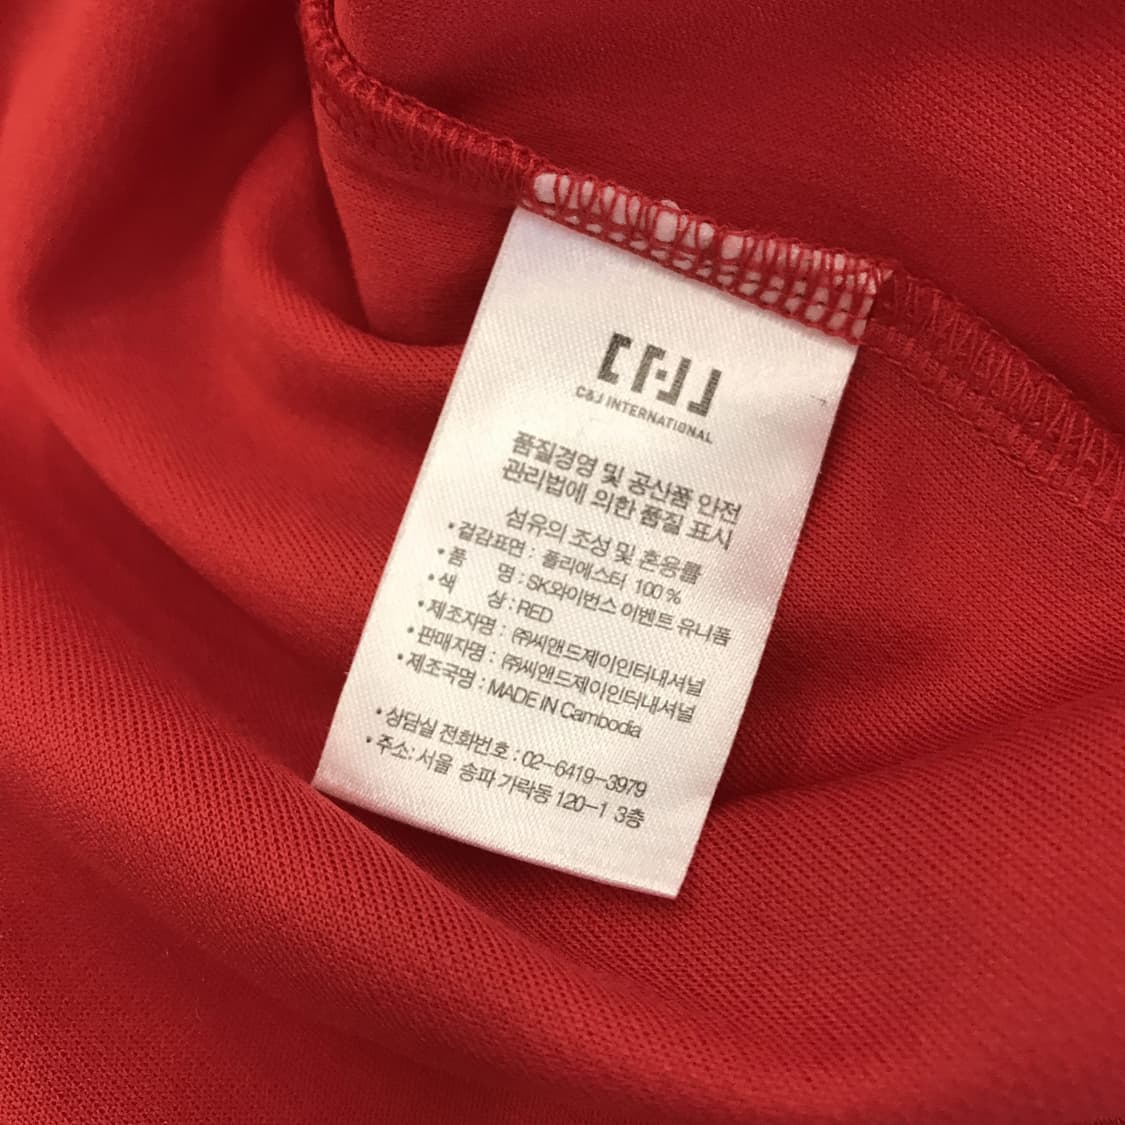 C&J INTERNATIONAL
품질경영 및 공산품 안전
관리법에 의한 품질 표시
섬유의 조성 및 혼용률
• 겉감표면 : 폴리에스터 100 %
• 품 명 : SK와이번스 이벤트 유니폼
• 색 상 : RED
• 제조자명 : ㈜씨앤드제이인터내셔널
• 판매자명 : ㈜씨앤드제이인터내셔널
• 제조국명 : MADE IN Cambodia
• 상담실 전화번호 : 02-6419-3979
• 주소: 서울 송파 가락동 120-1 3층